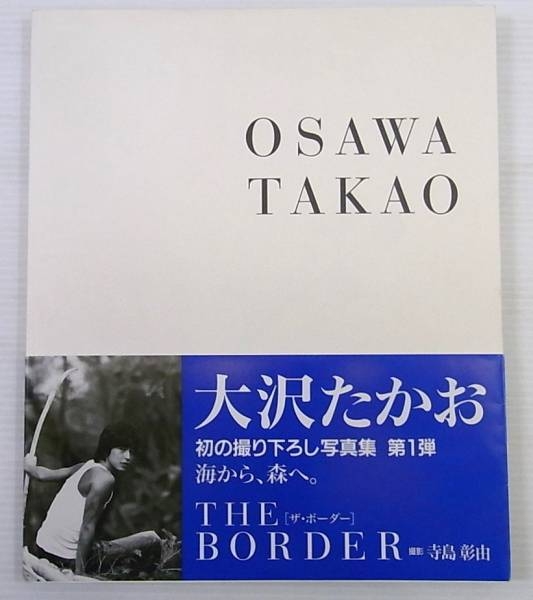 OSAWA
TAKAO
大沢たかお
初の撮り下ろし写真集 第1弾
海から、森へ。
THE [ザ・ボーダー]
BORDER 撮影 寺島彰由